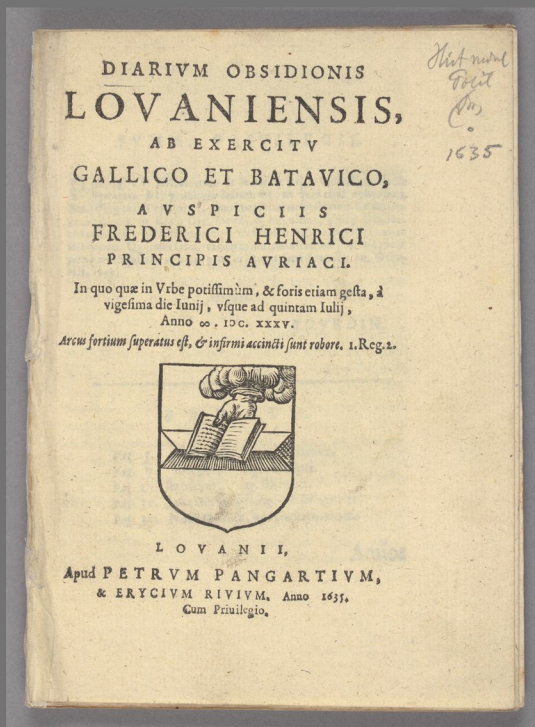 DIARIVM OBSIDIONIS
LOVANIENSIS,
AB EXERCITV
GALLICO ET BATAVICO,
AVSPICIIS
FREDERICI HENRICI
PRINCIPIS AVRIACI.
In quo quæ in Vrbe potiſſimùm, & foris etiam geſta, à
vigeſima die Iunij, vſque ad quintam Iulij,
Anno ∞. IƆC. XXXV.
Arcus fortium ſuperatus eſt, & infirmi accincti ſunt robore. 1. Reg. 2.
LOVANII,
Apud PETRVM PANGARTIVM,
& ERYCIVM RIVIVM. Anno 1635.
Cum Priuilegio.
1635